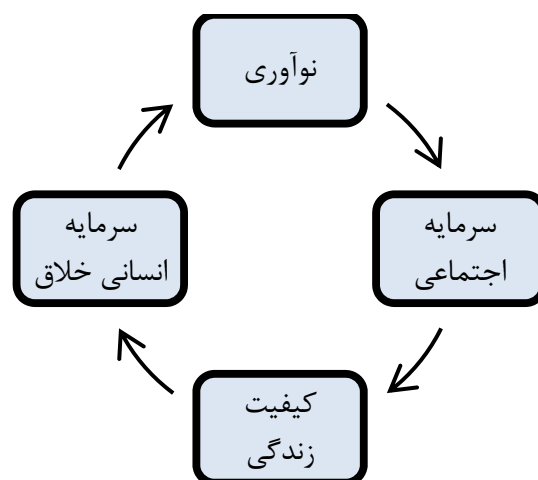 نوآوری
سرمایه
اجتماعی
کیفیت
زندگی
سرمایه
انسانی خلاق